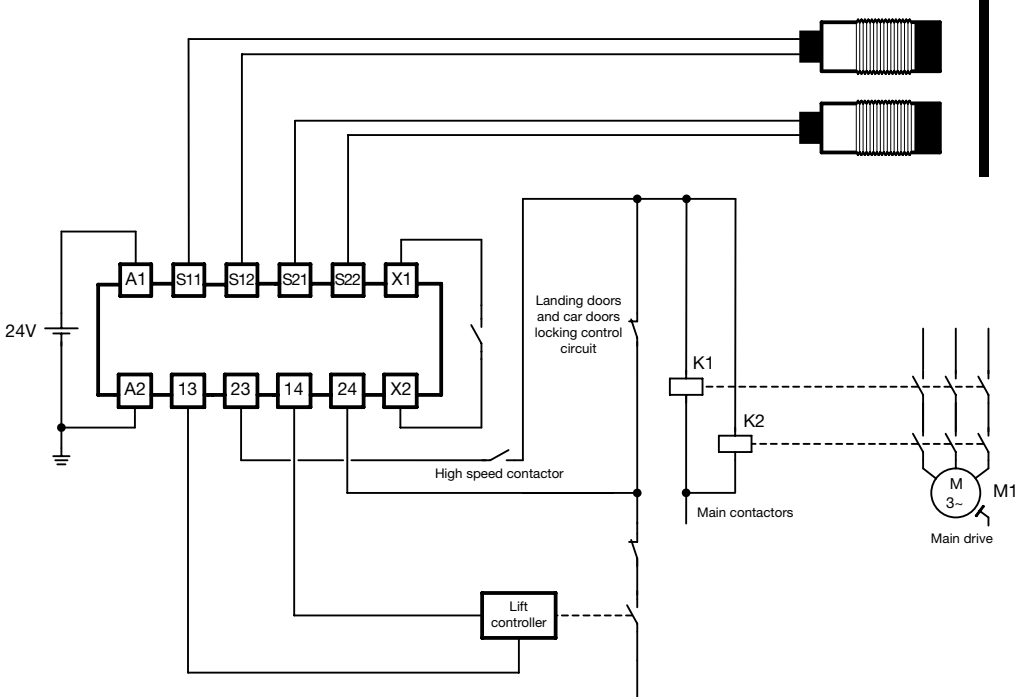 A1
S11
S12
S21
S22
X1
24V
Landing doors
and car doors
locking control
circuit
K1
A2
13
23
14
24
X2
K2
High speed contactor
M
3~
M1
Main contactors
Main drive
Lift
controller